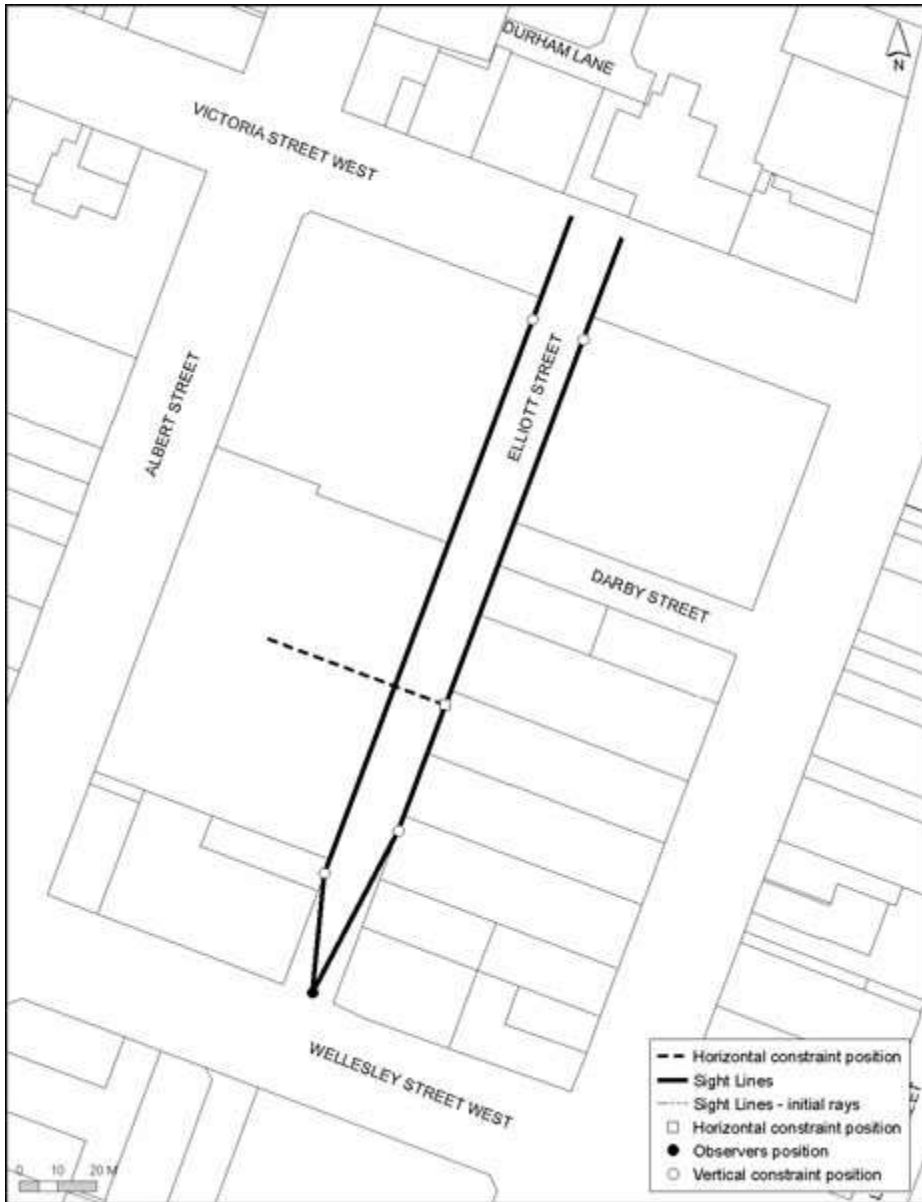 DURHAM LANE
N
VICTORIA STREET WEST
ALBERT STREET
ELLIOTT STREET
DARBY STREET
WELLESLEY STREET WEST
Horizontal constraint position
Sight Lines
Sight Lines - initial rays
Horizontal constraint position
Observers position
Vertical constraint position
0 10 20 M